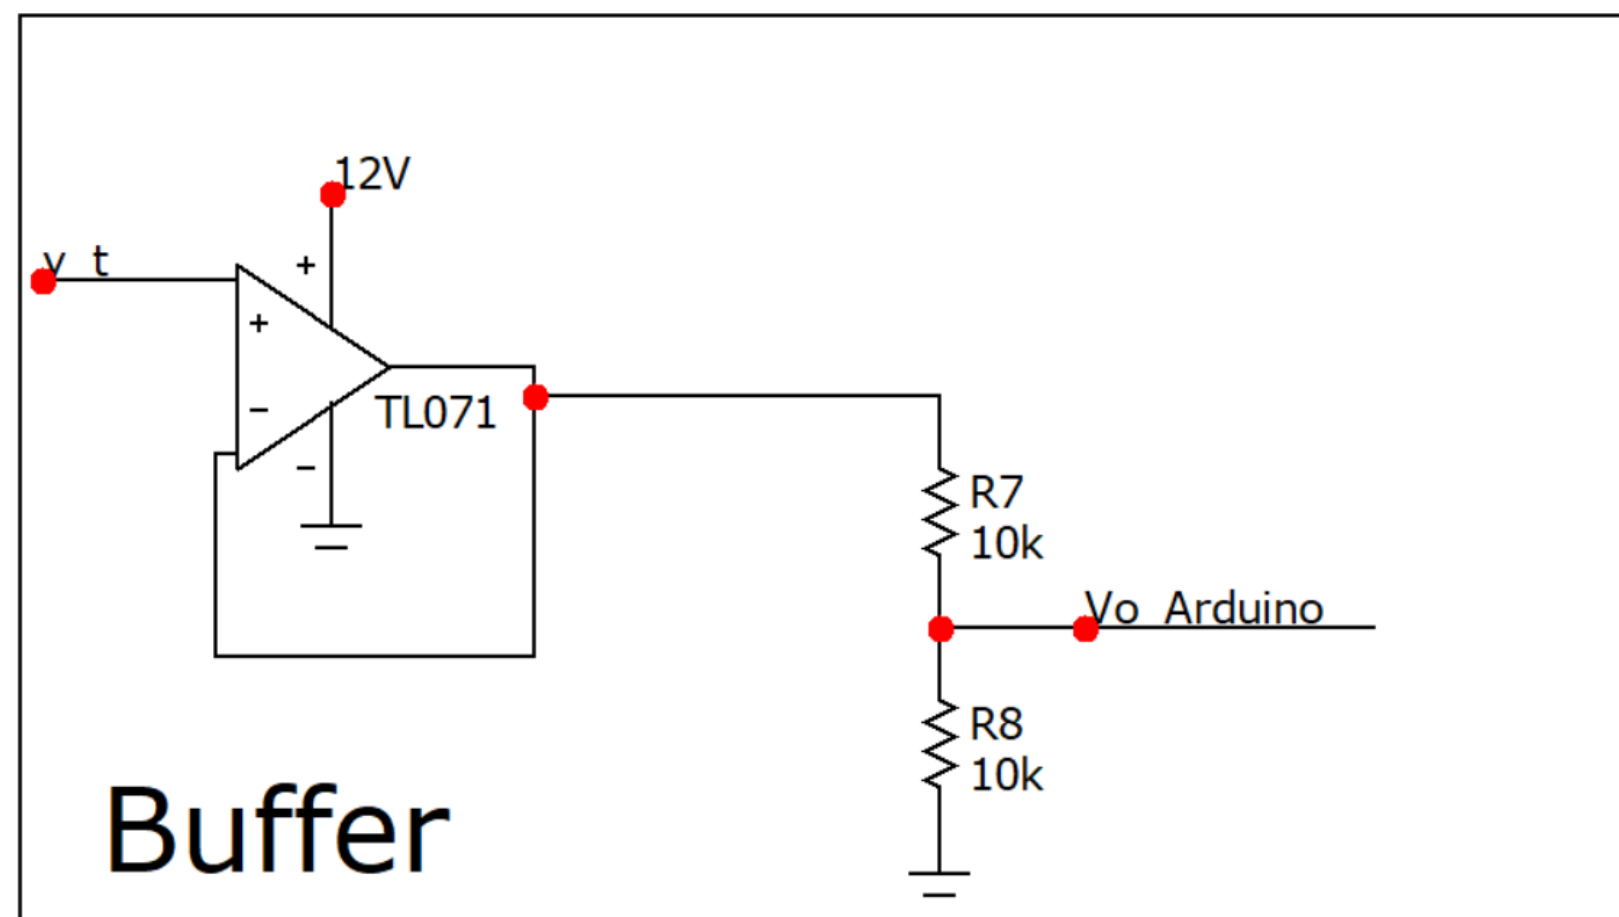 12V
v t
+
+
−
TL071
−
R7
10k
Vo Arduino
R8
10k
Buffer